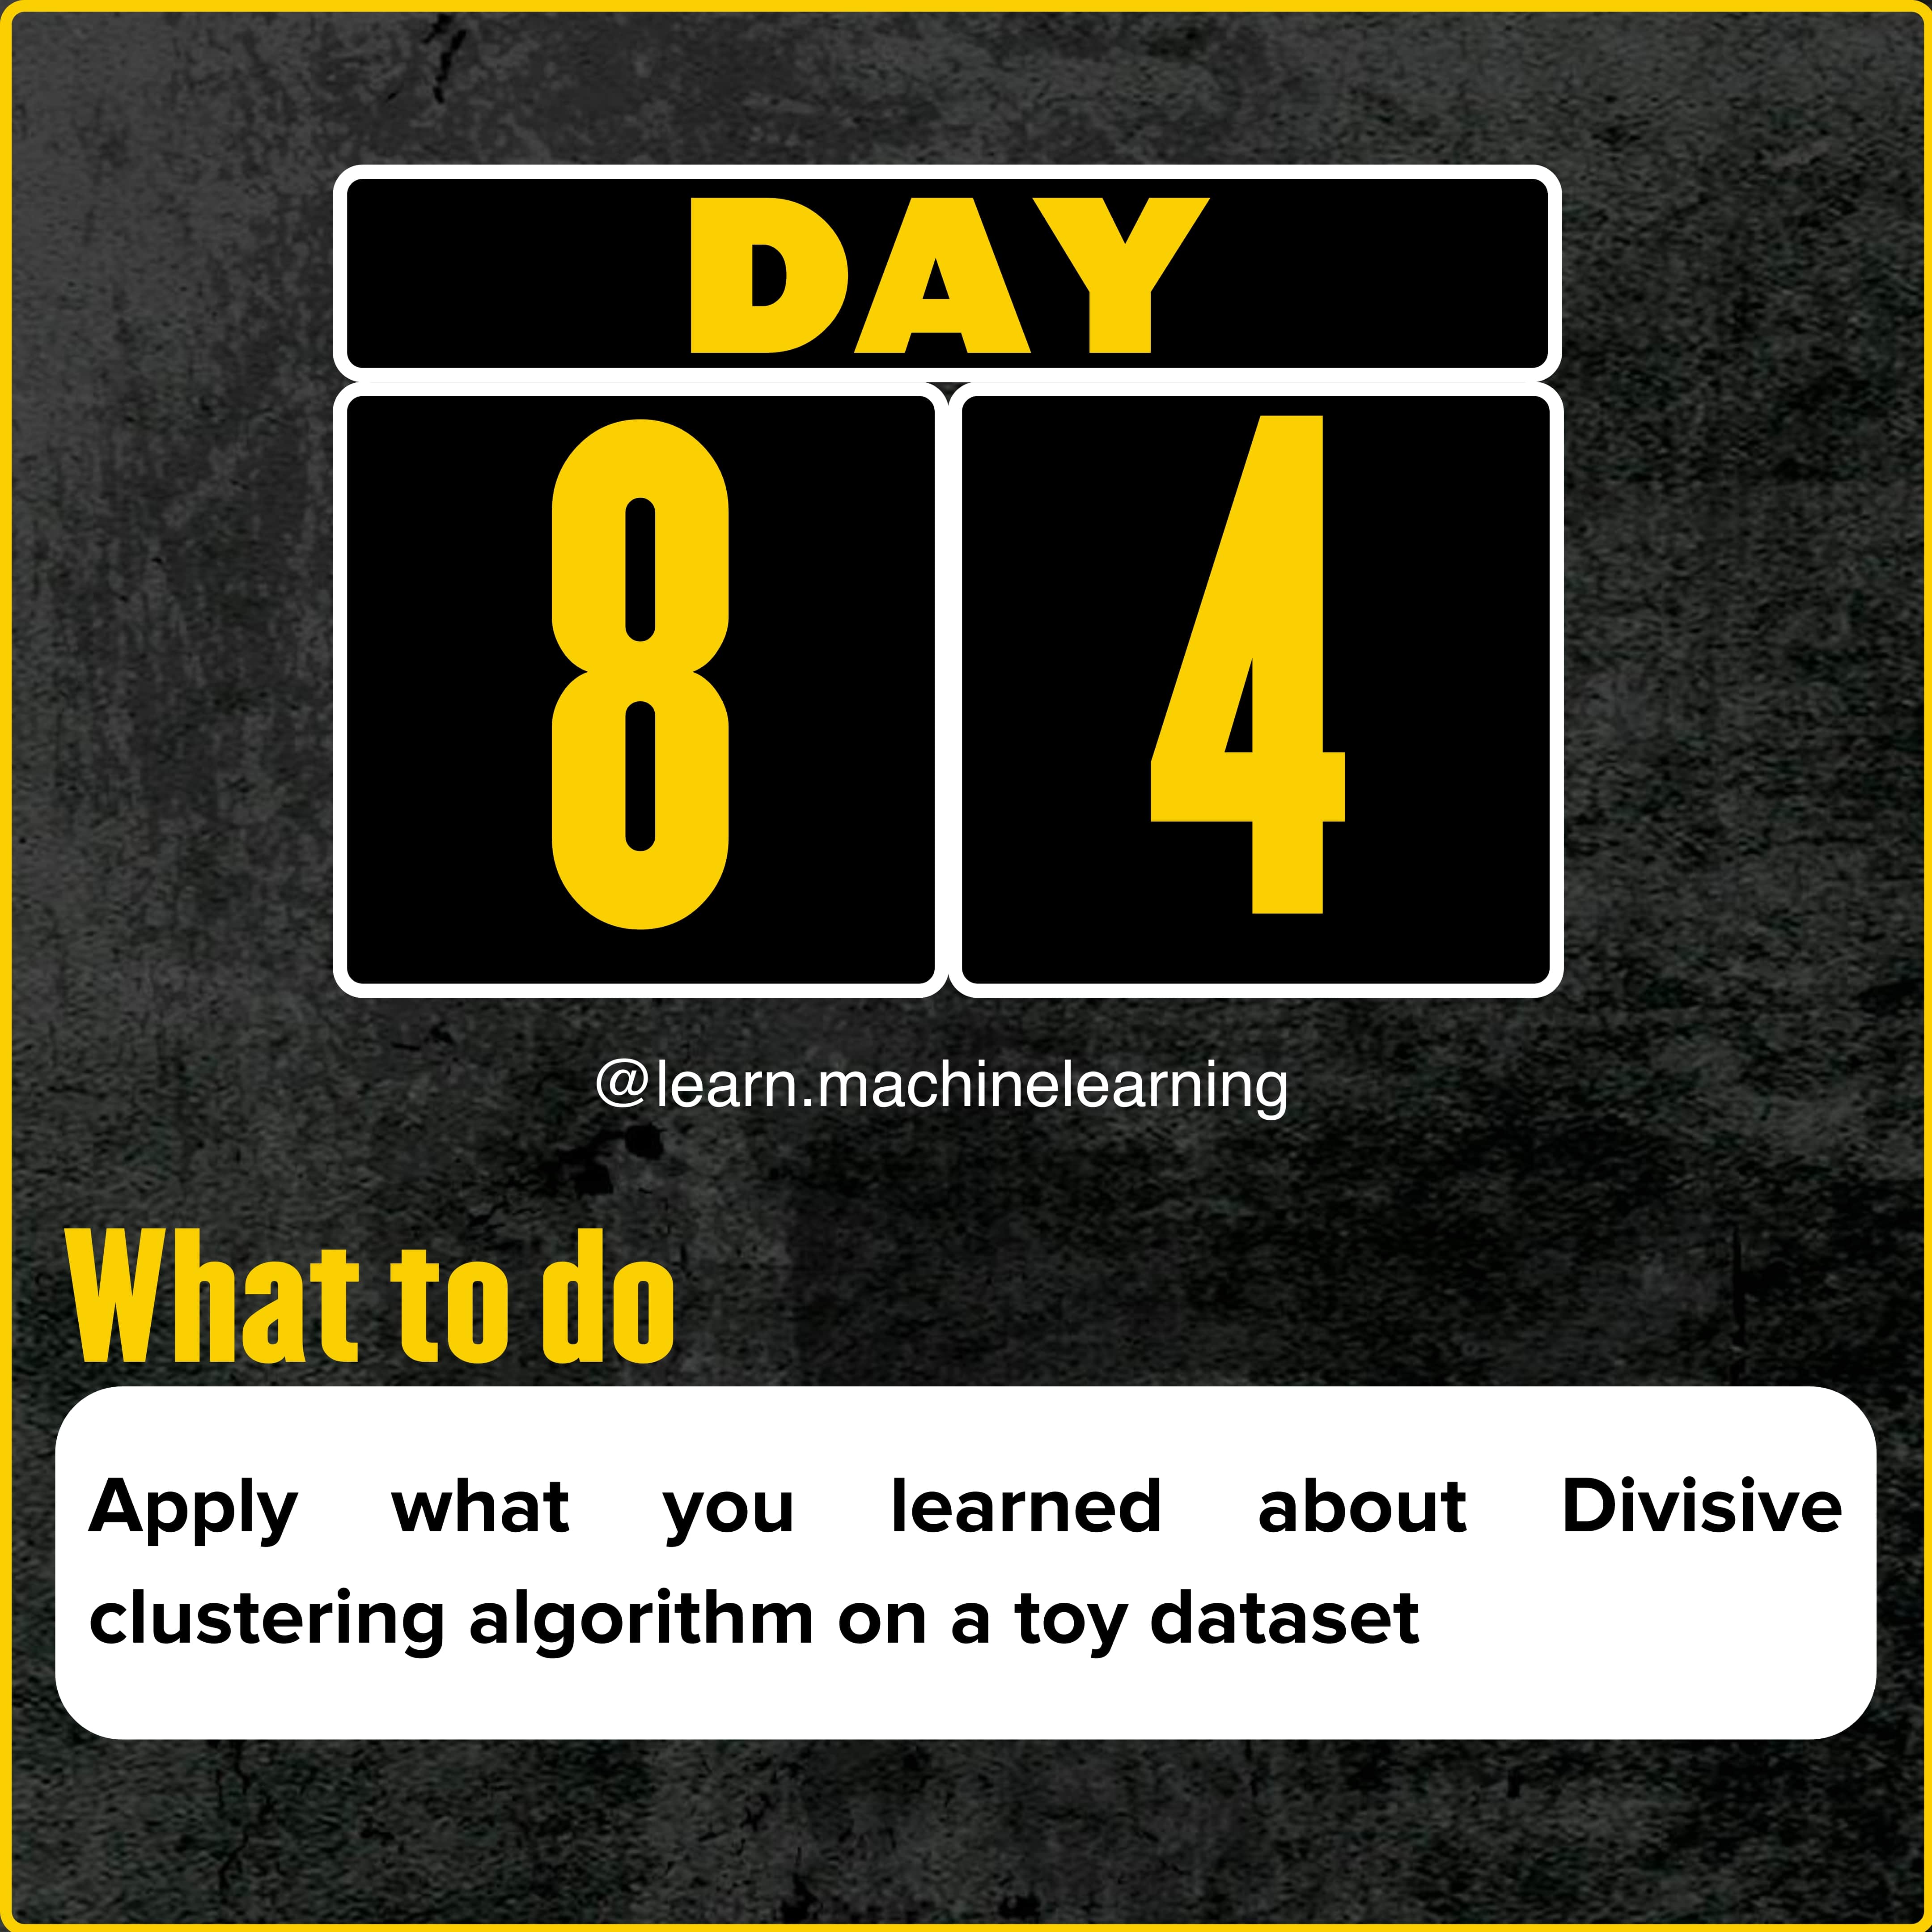 DAY
8 4
@learn.machinelearning
What to do
Apply what you learned about Divisive
clustering algorithm on a toy dataset